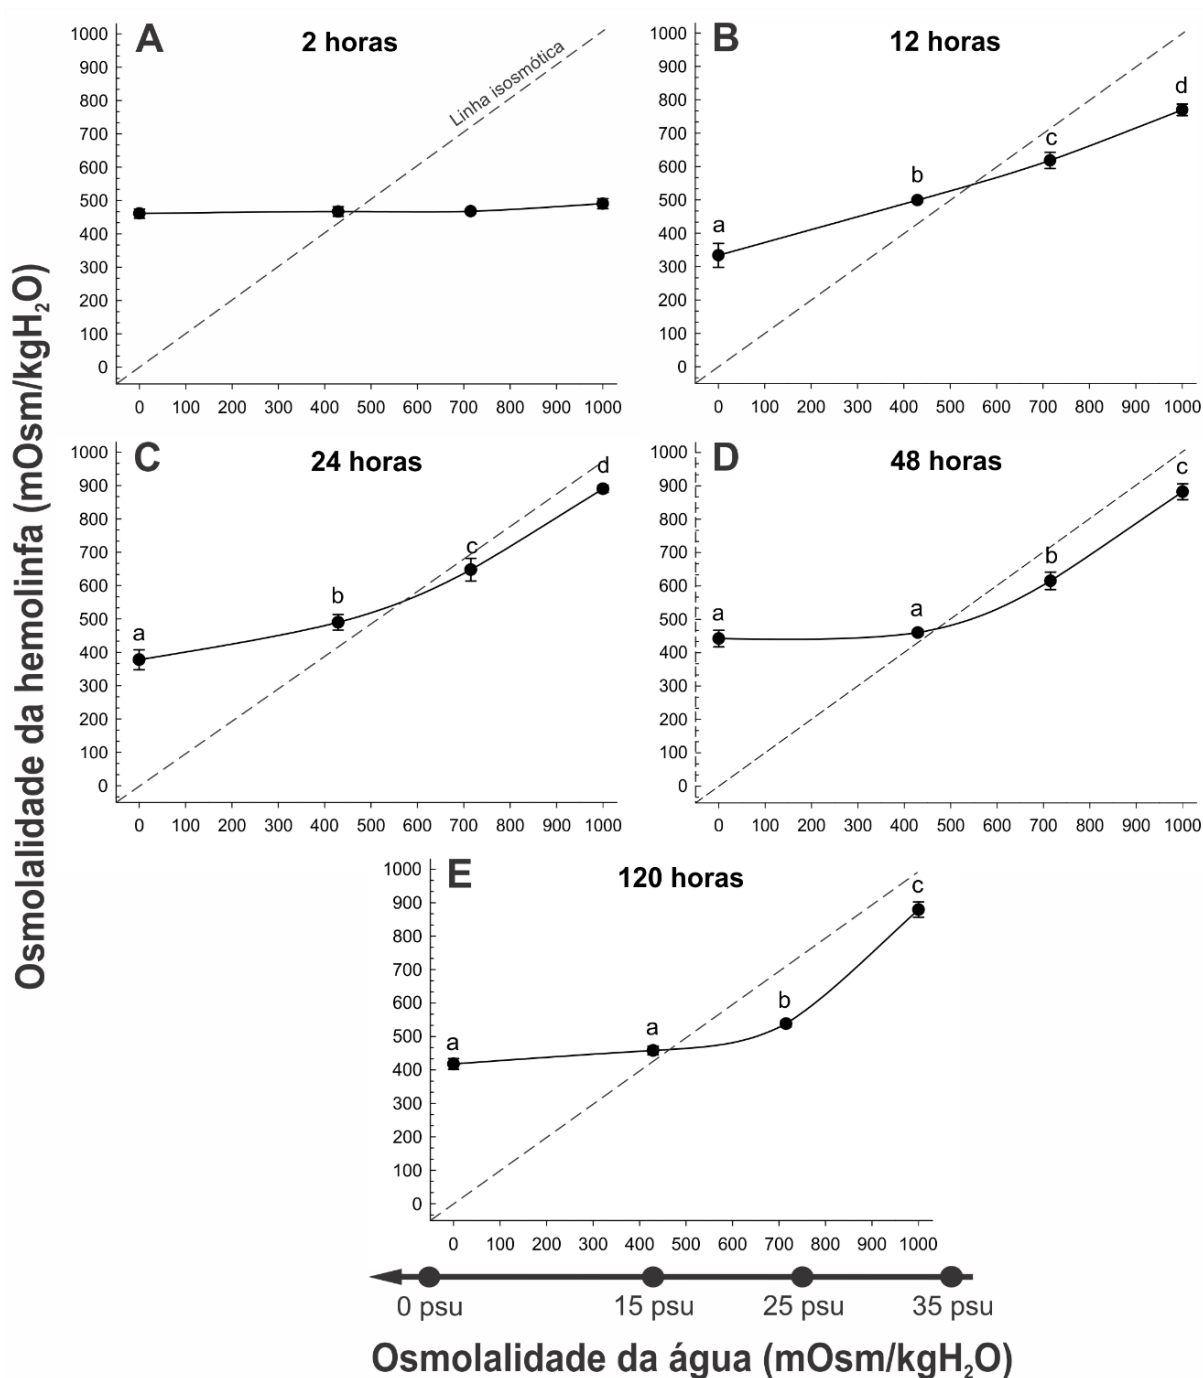 Osmolalidade da hemolinfa (mOsm/kgH₂O)
A
2 horas
Linha isosmótica
1000
900
800
700
600
500
400
300
200
100
0
0 100 200 300 400 500 600 700 800 900 1000
B
12 horas
a
b
c
d
1000
900
800
700
600
500
400
300
200
100
0
0 100 200 300 400 500 600 700 800 900 1000
C
24 horas
a
b
c
d
1000
900
800
700
600
500
400
300
200
100
0
0 100 200 300 400 500 600 700 800 900 1000
D
48 horas
a
a
b
c
1000
900
800
700
600
500
400
300
200
100
0
0 100 200 300 400 500 600 700 800 900 1000
E
120 horas
a
a
b
c
1000
900
800
700
600
500
400
300
200
100
0
0 100 200 300 400 500 600 700 800 900 1000
0 psu 15 psu 25 psu 35 psu
Osmolalidade da água (mOsm/kgH₂O)